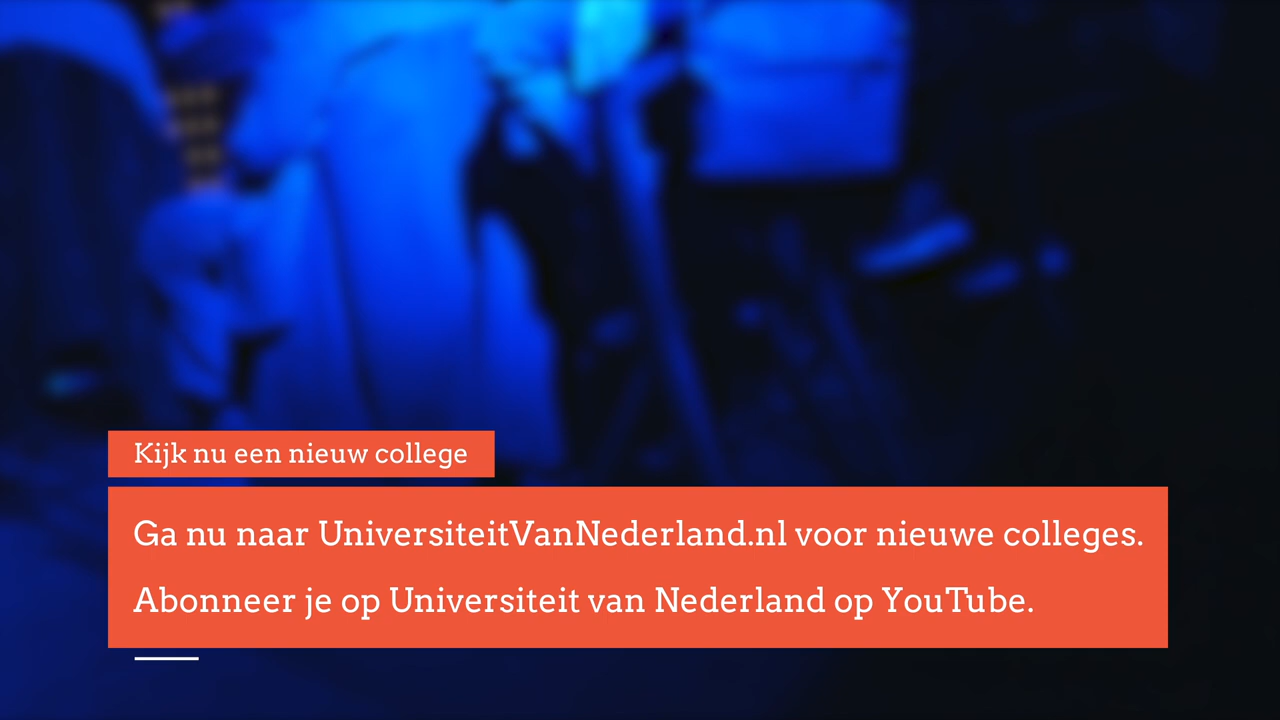 Kijk nu een nieuw college
Ga nu naar UniversiteitVanNederland.nl voor nieuwe colleges.
Abonneer je op Universiteit van Nederland op YouTube.